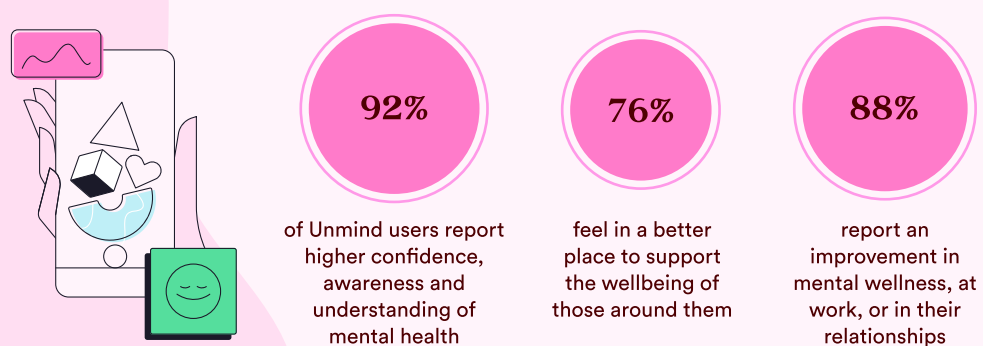 92%
of Unmind users report
higher confidence,
awareness and
understanding of
mental health
76%
feel in a better
place to support
the wellbeing of
those around them
88%
report an
improvement in
mental wellness, at
work, or in their
relationships